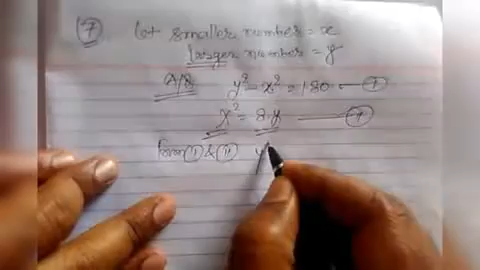 7 Let smaller number = x
larger number = y
A/Q y² - x² = 180 — I
x² = 8y — II
From I & II y